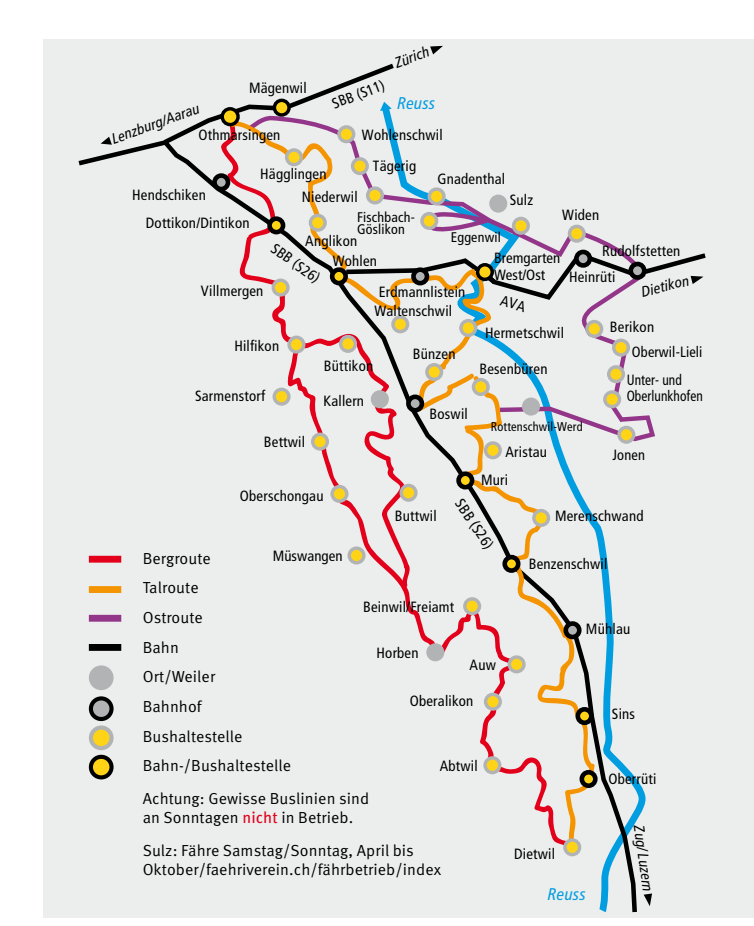 Zürich
Mägenwil
SBB (S11)
Reuss
Lenzburg/Aarau
Othmarsingen
Wohlenschwil
Hägglingen
Tägerig
Gnadenthal
Hendschiken
Niederwil
Sulz
Fischbach-
Göslikon
Widen
Dottikon/Dintikon
Anglikon
Eggenwil
Rudolfstetten
SBB (S26)
Wohlen
Bremgarten
West/Ost
Heinrüti
Dietikon
Villmergen
Erdmannlistein
AVA
Waltenschwil
Hermetschwil
Berikon
Hilfikon
Büttikon
Bünzen
Oberwil-Lieli
Besenbüren
Unter- und
Oberlunkhofen
Sarmenstorf
Kallern
Boswil
Rottenschwil-Werd
Bettwil
Aristau
Jonen
Muri
Oberschongau
Buttwil
SBB (S26)
Merenschwand
Müswangen
Benzenschwil
Bergroute
Talroute
Ostroute
Bahn
Ort/Weiler
Bahnhof
Bushaltestelle
Bahn-/Bushaltestelle
Beinwil/Freiamt
Mühlau
Horben
Auw
Oberalikon
Sins
Abtwil
Oberrüti
Achtung: Gewisse Buslinien sind
an Sonntagen nicht in Betrieb.
Sulz: Fähre Samstag/Sonntag, April bis
Oktober/faehriverein.ch/fährbetrieb/index
Dietwil
Zug/Luzern
Reuss